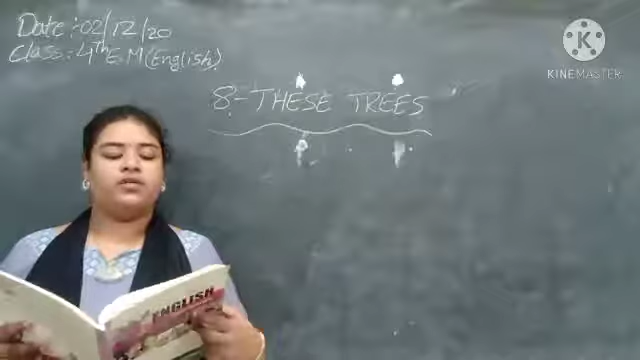 Date :- 02/12/20
Class :- 4th E.M (English)
8- THESE TREES
KINEMASTER
ENGLISH